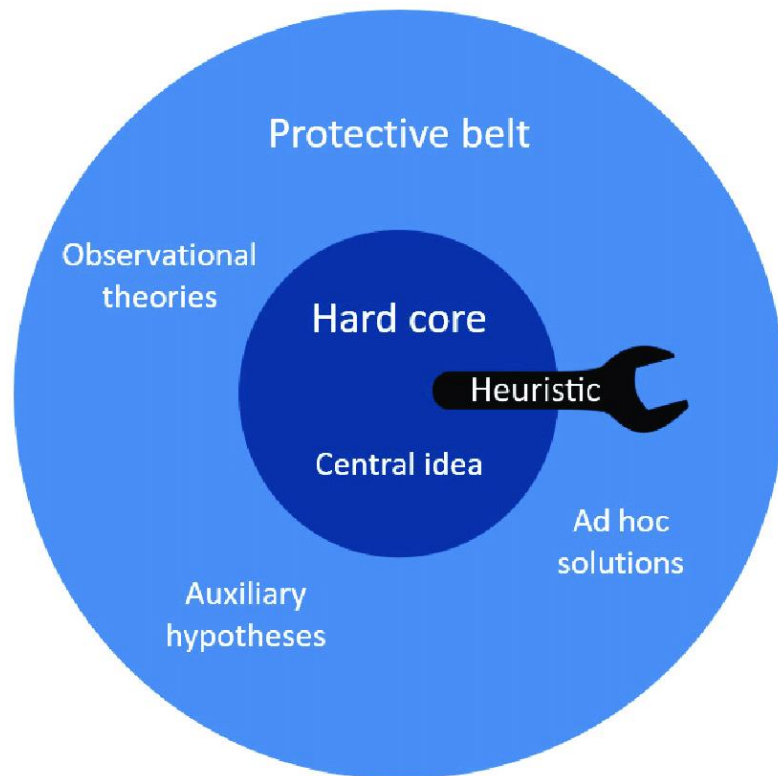 Protective belt
Observational
theories
Hard core
Heuristic
Central idea
Ad hoc
solutions
Auxiliary
hypotheses